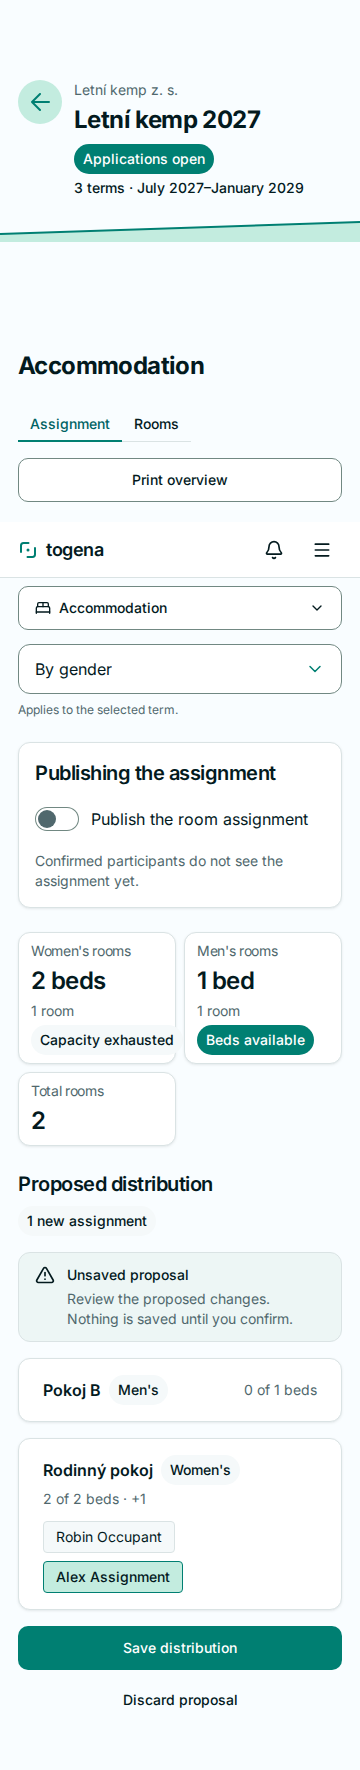 Letní kemp z. s.
Letní kemp 2027
Applications open
3 terms · July 2027–January 2029
Accommodation
Assignment
Rooms
Print overview
togena
Accommodation
By gender
Applies to the selected term.
Publishing the assignment
Publish the room assignment
Confirmed participants do not see the
assignment yet.
Women's rooms
2 beds
1 room
Capacity exhausted
Men's rooms
1 bed
1 room
Beds available
Total rooms
2
Proposed distribution
1 new assignment
Unsaved proposal
Review the proposed changes.
Nothing is saved until you confirm.
Pokoj B
Men's
0 of 1 beds
Rodinný pokoj
Women's
2 of 2 beds · +1
Robin Occupant
Alex Assignment
Save distribution
Discard proposal